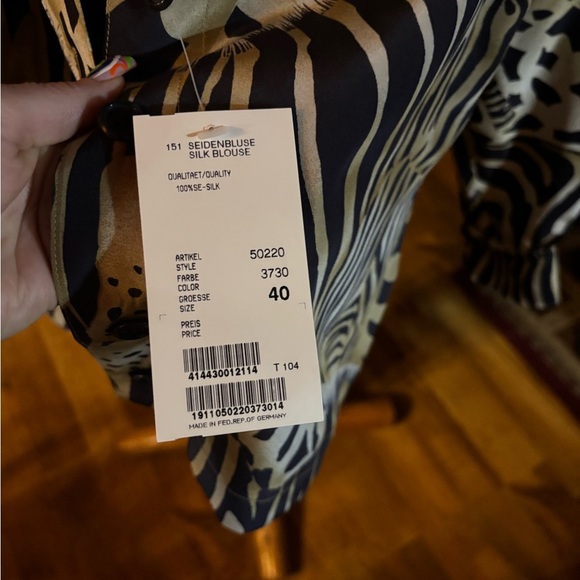 151 SEIDENBLUSE
SILK BLOUSE
QUALITAET/QUALITY
100%SE-SILK
ARTIKEL 50220
STYLE
FARBE 3730
COLOR
GROESSE 40
SIZE
PREIS
PRICE
414430012114 T 104
1911050220373014
MADE IN FED.REP.OF GERMANY